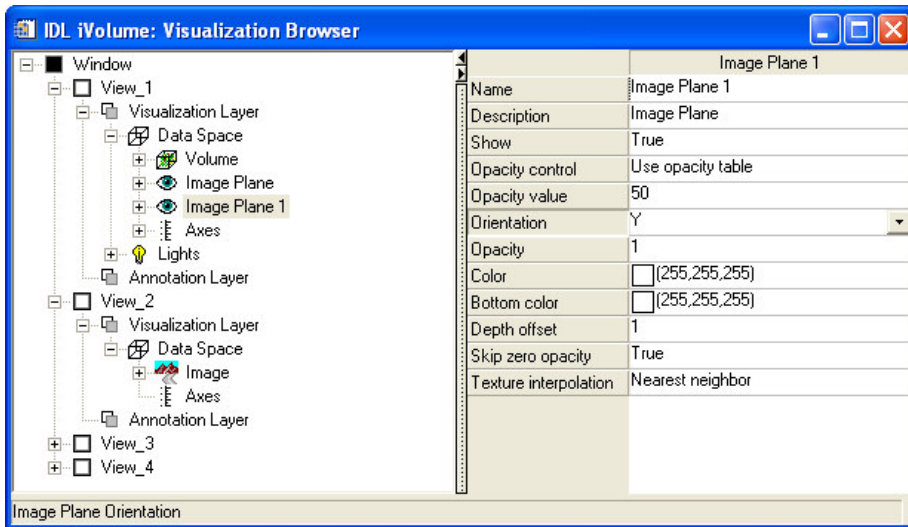 IDL iVolume: Visualization Browser
Window
View_1
Visualization Layer
Data Space
Volume
Image Plane
Image Plane 1
Axes
Lights
Annotation Layer
View_2
Visualization Layer
Data Space
Image
Axes
Annotation Layer
View_3
View_4
Image Plane 1
Name Image Plane 1
Description Image Plane
Show True
Opacity control Use opacity table
Opacity value 50
Orientation Y
Opacity 1
Color (255,255,255)
Bottom color (255,255,255)
Depth offset 1
Skip zero opacity True
Texture interpolation Nearest neighbor
Image Plane Orientation